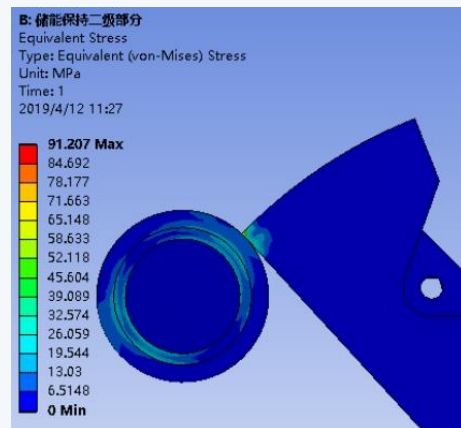 B: 储能保持二级部分
Equivalent Stress
Type: Equivalent (von-Mises) Stress
Unit: MPa
Time: 1
2019/4/12 11:27
91.207 Max
84.692
78.177
71.663
65.148
58.633
52.118
45.604
39.089
32.574
26.059
19.544
13.03
6.5148
0 Min